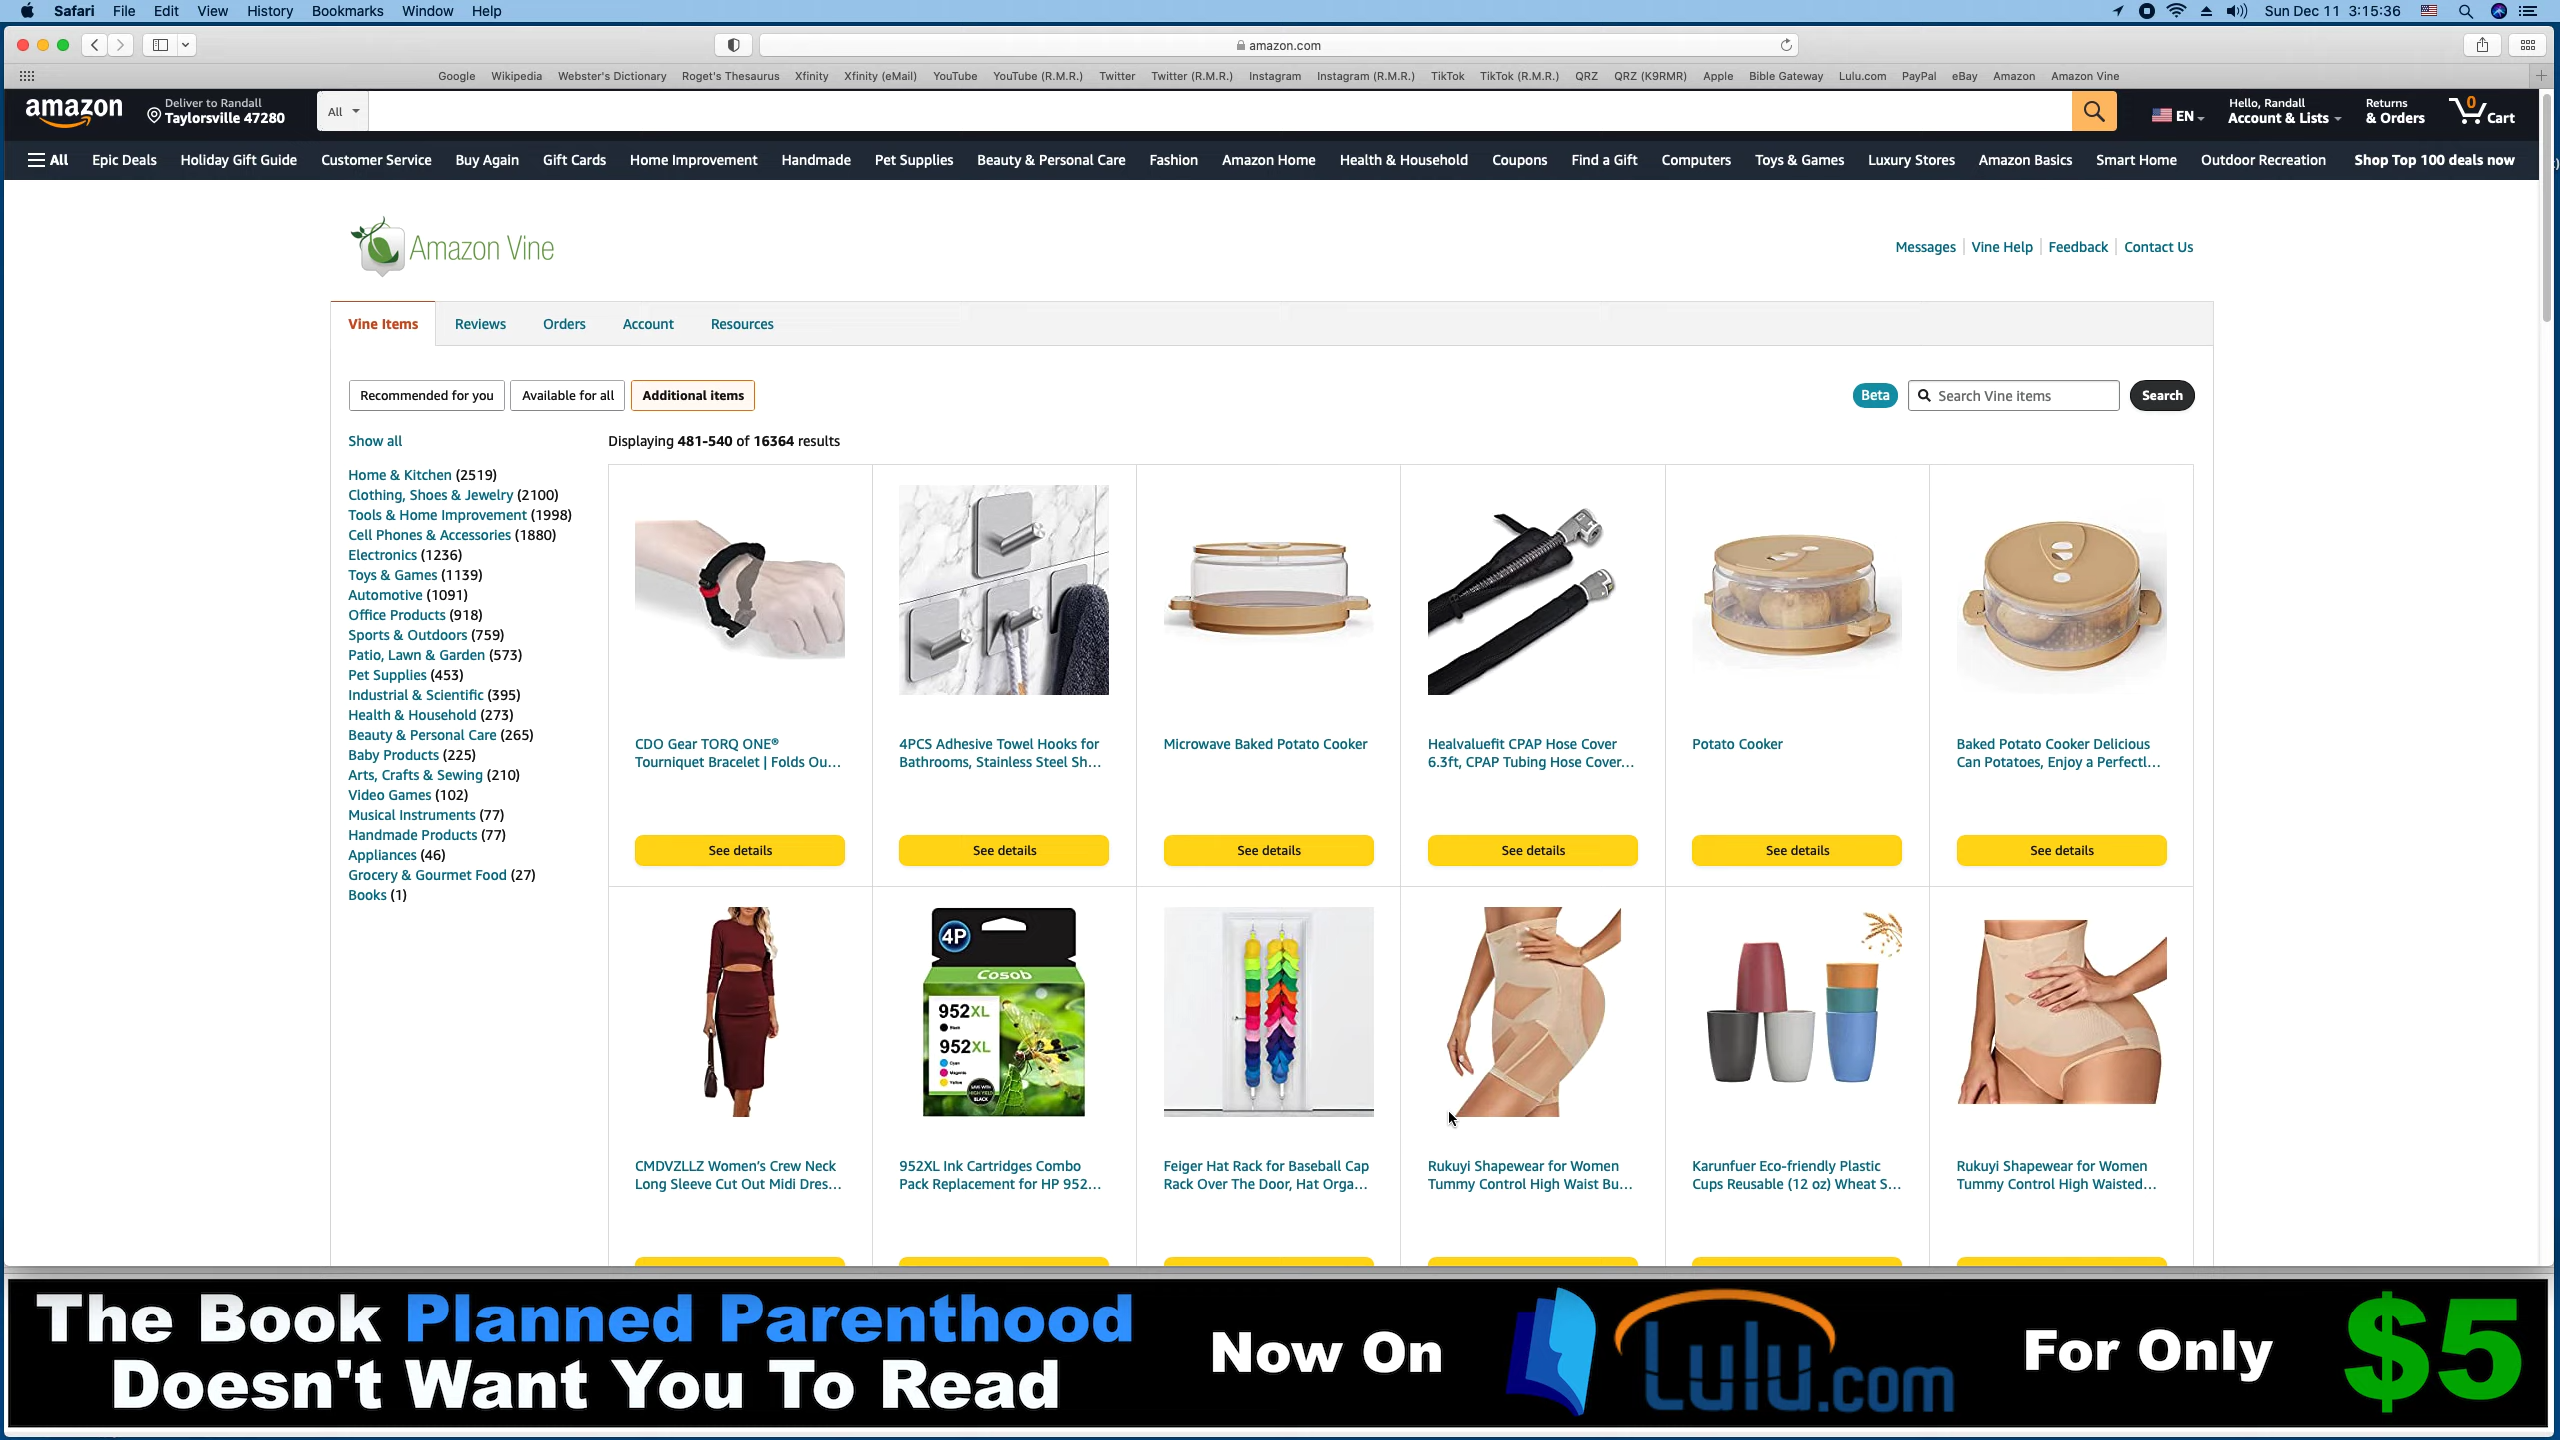 Safari File Edit View History Bookmarks Window Help
Sun Dec 11 3:15:36
amazon.com
Google Wikipedia Webster's Dictionary Roget's Thesaurus Xfinity Xfinity (eMail) YouTube YouTube (R.M.R.) Twitter Twitter (R.M.R.) Instagram Instagram (R.M.R.) TikTok TikTok (R.M.R.) QRZ QRZ (K9RMR) Apple Bible Gateway Lulu.com PayPal eBay Amazon Amazon Vine
amazon
Deliver to Randall
Taylorsville 47280
All
EN
Hello, Randall
Account & Lists
Returns
& Orders
0
Cart
All Epic Deals Holiday Gift Guide Customer Service Buy Again Gift Cards Home Improvement Handmade Pet Supplies Beauty & Personal Care Fashion Amazon Home Health & Household Coupons Find a Gift Computers Toys & Games Luxury Stores Amazon Basics Smart Home Outdoor Recreation Shop Top 100 deals now
Amazon Vine
Messages Vine Help Feedback Contact Us
Vine Items Reviews Orders Account Resources
Recommended for you Available for all Additional items
Beta Search Vine items Search
Show all
Displaying 481-540 of 16364 results
Home & Kitchen (2519)
Clothing, Shoes & Jewelry (2100)
Tools & Home Improvement (1998)
Cell Phones & Accessories (1880)
Electronics (1236)
Toys & Games (1139)
Automotive (1091)
Office Products (918)
Sports & Outdoors (759)
Patio, Lawn & Garden (573)
Pet Supplies (453)
Industrial & Scientific (395)
Health & Household (273)
Beauty & Personal Care (265)
Baby Products (225)
Arts, Crafts & Sewing (210)
Video Games (102)
Musical Instruments (77)
Handmade Products (77)
Appliances (46)
Grocery & Gourmet Food (27)
Books (1)
CDO Gear TORQ ONE®
Tourniquet Bracelet | Folds Ou...
4PCS Adhesive Towel Hooks for
Bathrooms, Stainless Steel Sh...
Microwave Baked Potato Cooker
Healvaluefit CPAP Hose Cover
6.3ft, CPAP Tubing Hose Cover...
Potato Cooker
Baked Potato Cooker Delicious
Can Potatoes, Enjoy a Perfectl...
See details See details See details See details See details See details
4P
Cosob
952XL
Black
952XL
Cyan
Magenta
Yellow
CMDVZLLZ Women's Crew Neck
Long Sleeve Cut Out Midi Dres...
952XL Ink Cartridges Combo
Pack Replacement for HP 952...
Feiger Hat Rack for Baseball Cap
Rack Over The Door, Hat Orga...
Rukuyi Shapewear for Women
Tummy Control High Waist Bu...
Karunfuer Eco-friendly Plastic
Cups Reusable (12 oz) Wheat S...
Rukuyi Shapewear for Women
Tummy Control High Waisted...
The Book Planned Parenthood
Doesn't Want You To Read
Now On
Lulu.com
For Only
$5